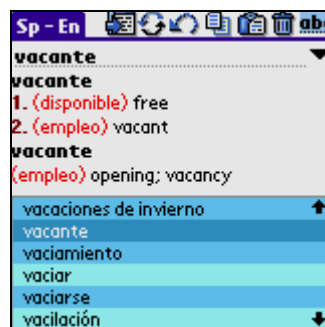 Sp - En abc
vacante
vacante
1. (disponible) free
2. (empleo) vacant
vacante
(empleo) opening; vacancy
vacaciones de invierno
vacante
vaciamiento
vaciar
vaciarse
vacilación